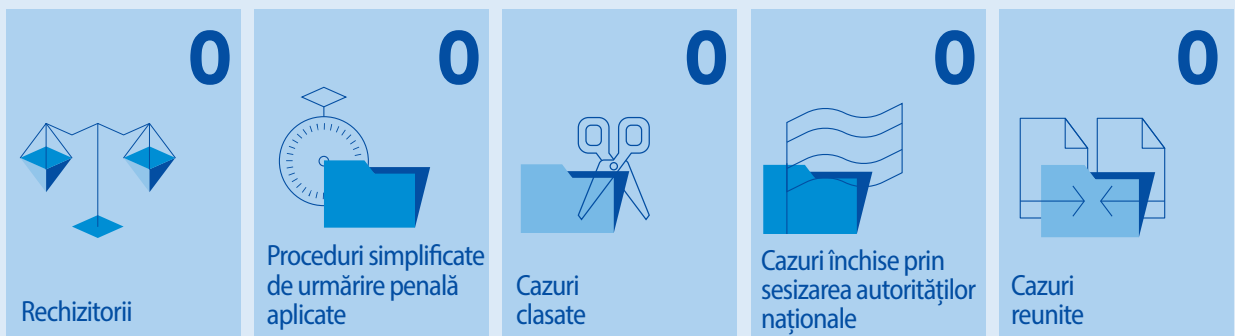 0
Rechizitorii
0
Proceduri simplificate
de urmărire penală
aplicate
0
Cazuri
clasate
0
Cazuri închise prin
sesizarea autorităților
naționale
0
Cazuri
reunite